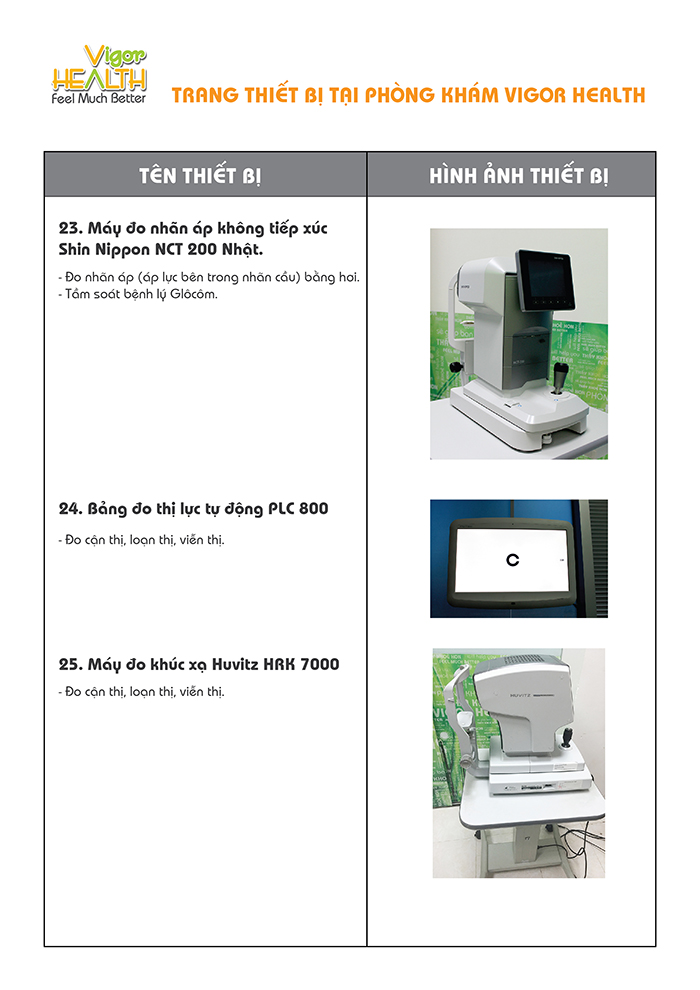 Vigor
HEALTH
Feel Much Better
TRANG THIẾT BỊ TẠI PHÒNG KHÁM VIGOR HEALTH
TÊN THIẾT BỊ
HÌNH ẢNH THIẾT BỊ
23. Máy đo nhãn áp không tiếp xúc
Shin Nippon NCT 200 Nhật.
- Đo nhãn áp (áp lực bên trong nhãn cầu) bằng hơi.
- Tầm soát bệnh lý Glôcôm.
24. Bảng đo thị lực tự động PLC 800
- Đo cận thị, loạn thị, viễn thị.
C
25. Máy đo khúc xạ Huvitz HRK 7000
- Đo cận thị, loạn thị, viễn thị.
HUVITZ